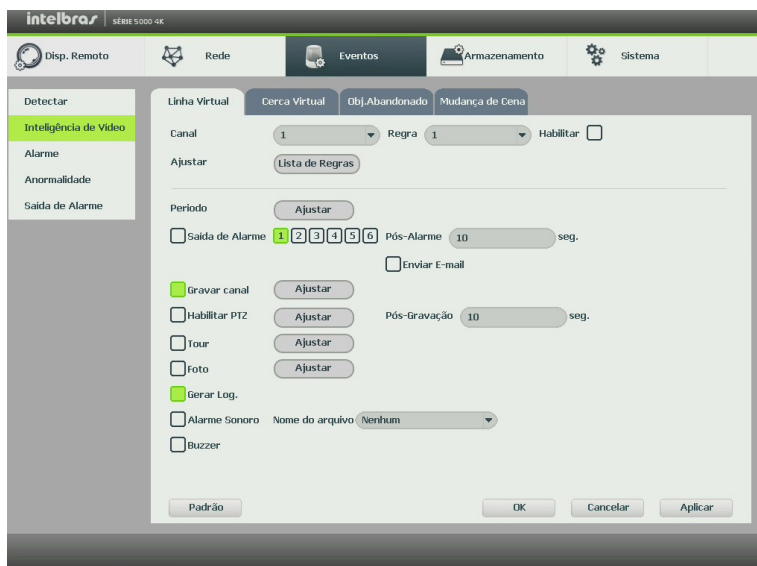 intelbras SÉRIE 5000 4K
Disp. Remoto Rede Eventos Armazenamento Sistema
Detectar
Inteligência de Vídeo
Alarme
Anormalidade
Saída de Alarme
Linha Virtual Cerca Virtual Obj.Abandonado Mudança de Cena
Canal 1 Regra 1 Habilitar
Ajustar Lista de Regras
Periodo Ajustar
Saída de Alarme 1 2 3 4 5 6 Pós-Alarme 10 seg.
Enviar E-mail
Gravar canal Ajustar
Habilitar PTZ Ajustar Pós-Gravação 10 seg.
Tour Ajustar
Foto Ajustar
Gerar Log.
Alarme Sonoro Nome do arquivo Nenhum
Buzzer
Padrão OK Cancelar Aplicar